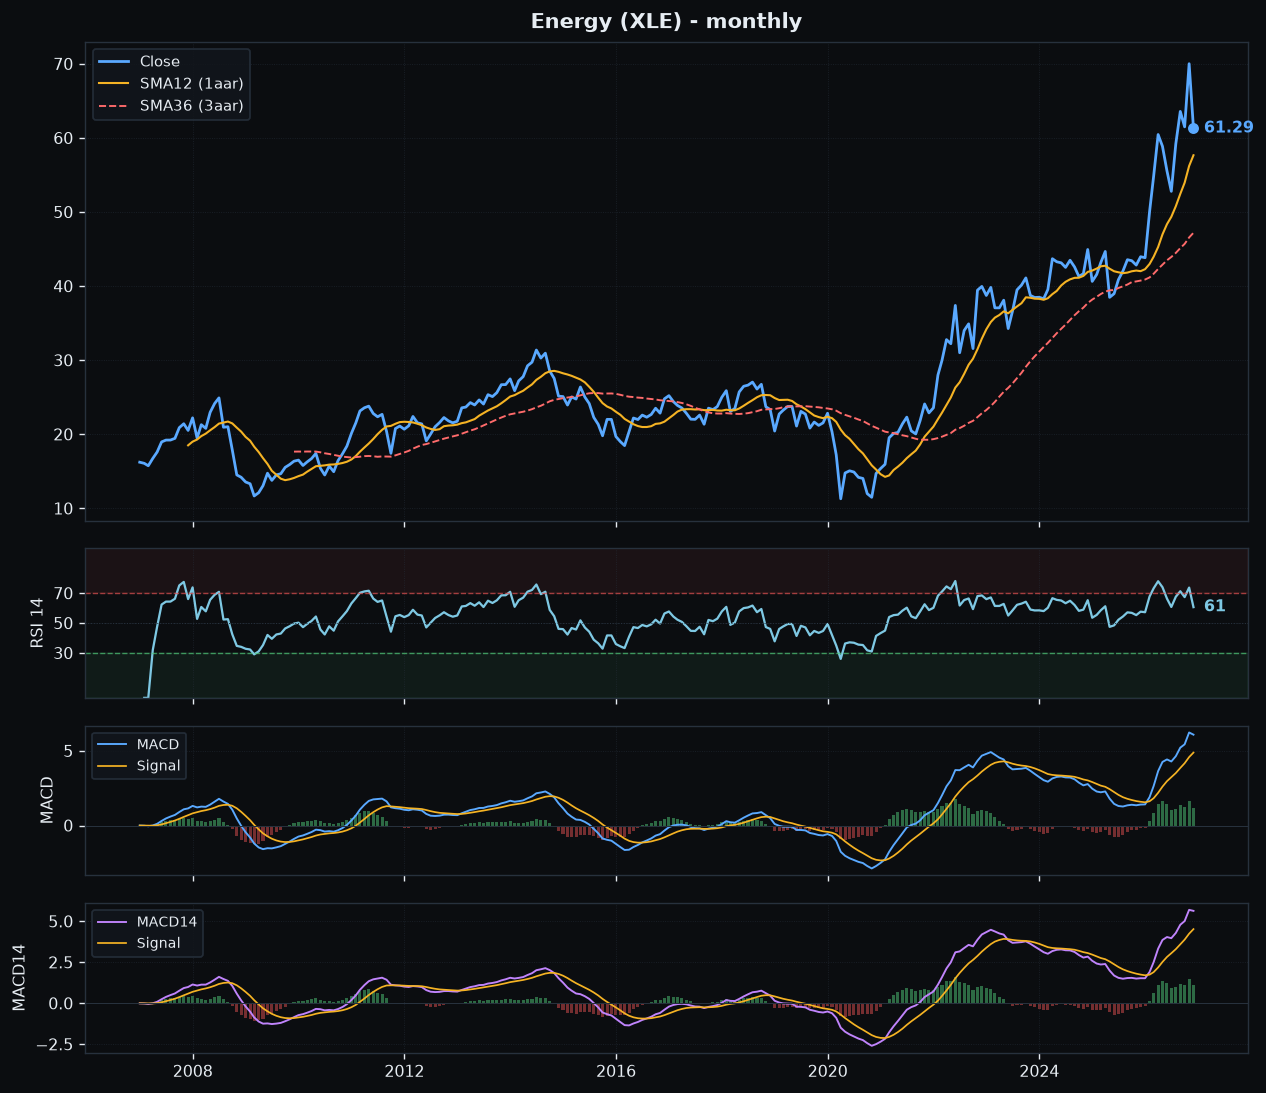 Energy (XLE) - monthly
Close
SMA12 (1aar)
SMA36 (3aar)
70
60
50
40
30
20
10
61.29
RSI 14
70
50
30
61
MACD
MACD
Signal
5
0
MACD14
MACD14
Signal
5.0
2.5
0.0
−2.5
2008
2012
2016
2020
2024